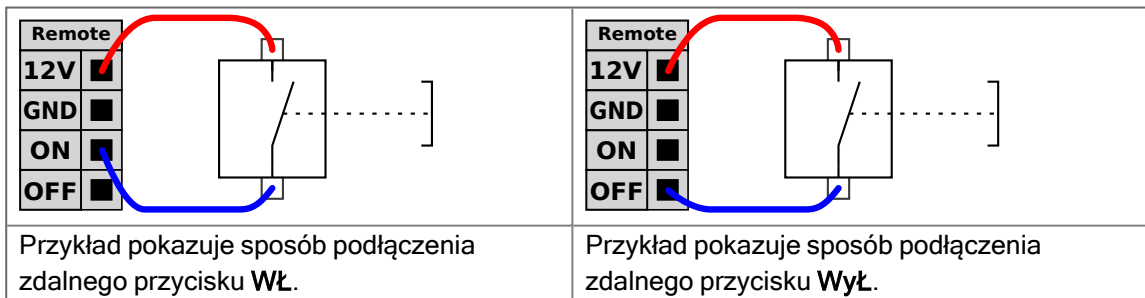 Remote
12V
GND
ON
OFF
Przykład pokazuje sposób podłączenia
zdalnego przycisku WŁ.
Remote
12V
GND
ON
OFF
Przykład pokazuje sposób podłączenia
zdalnego przycisku WyŁ.